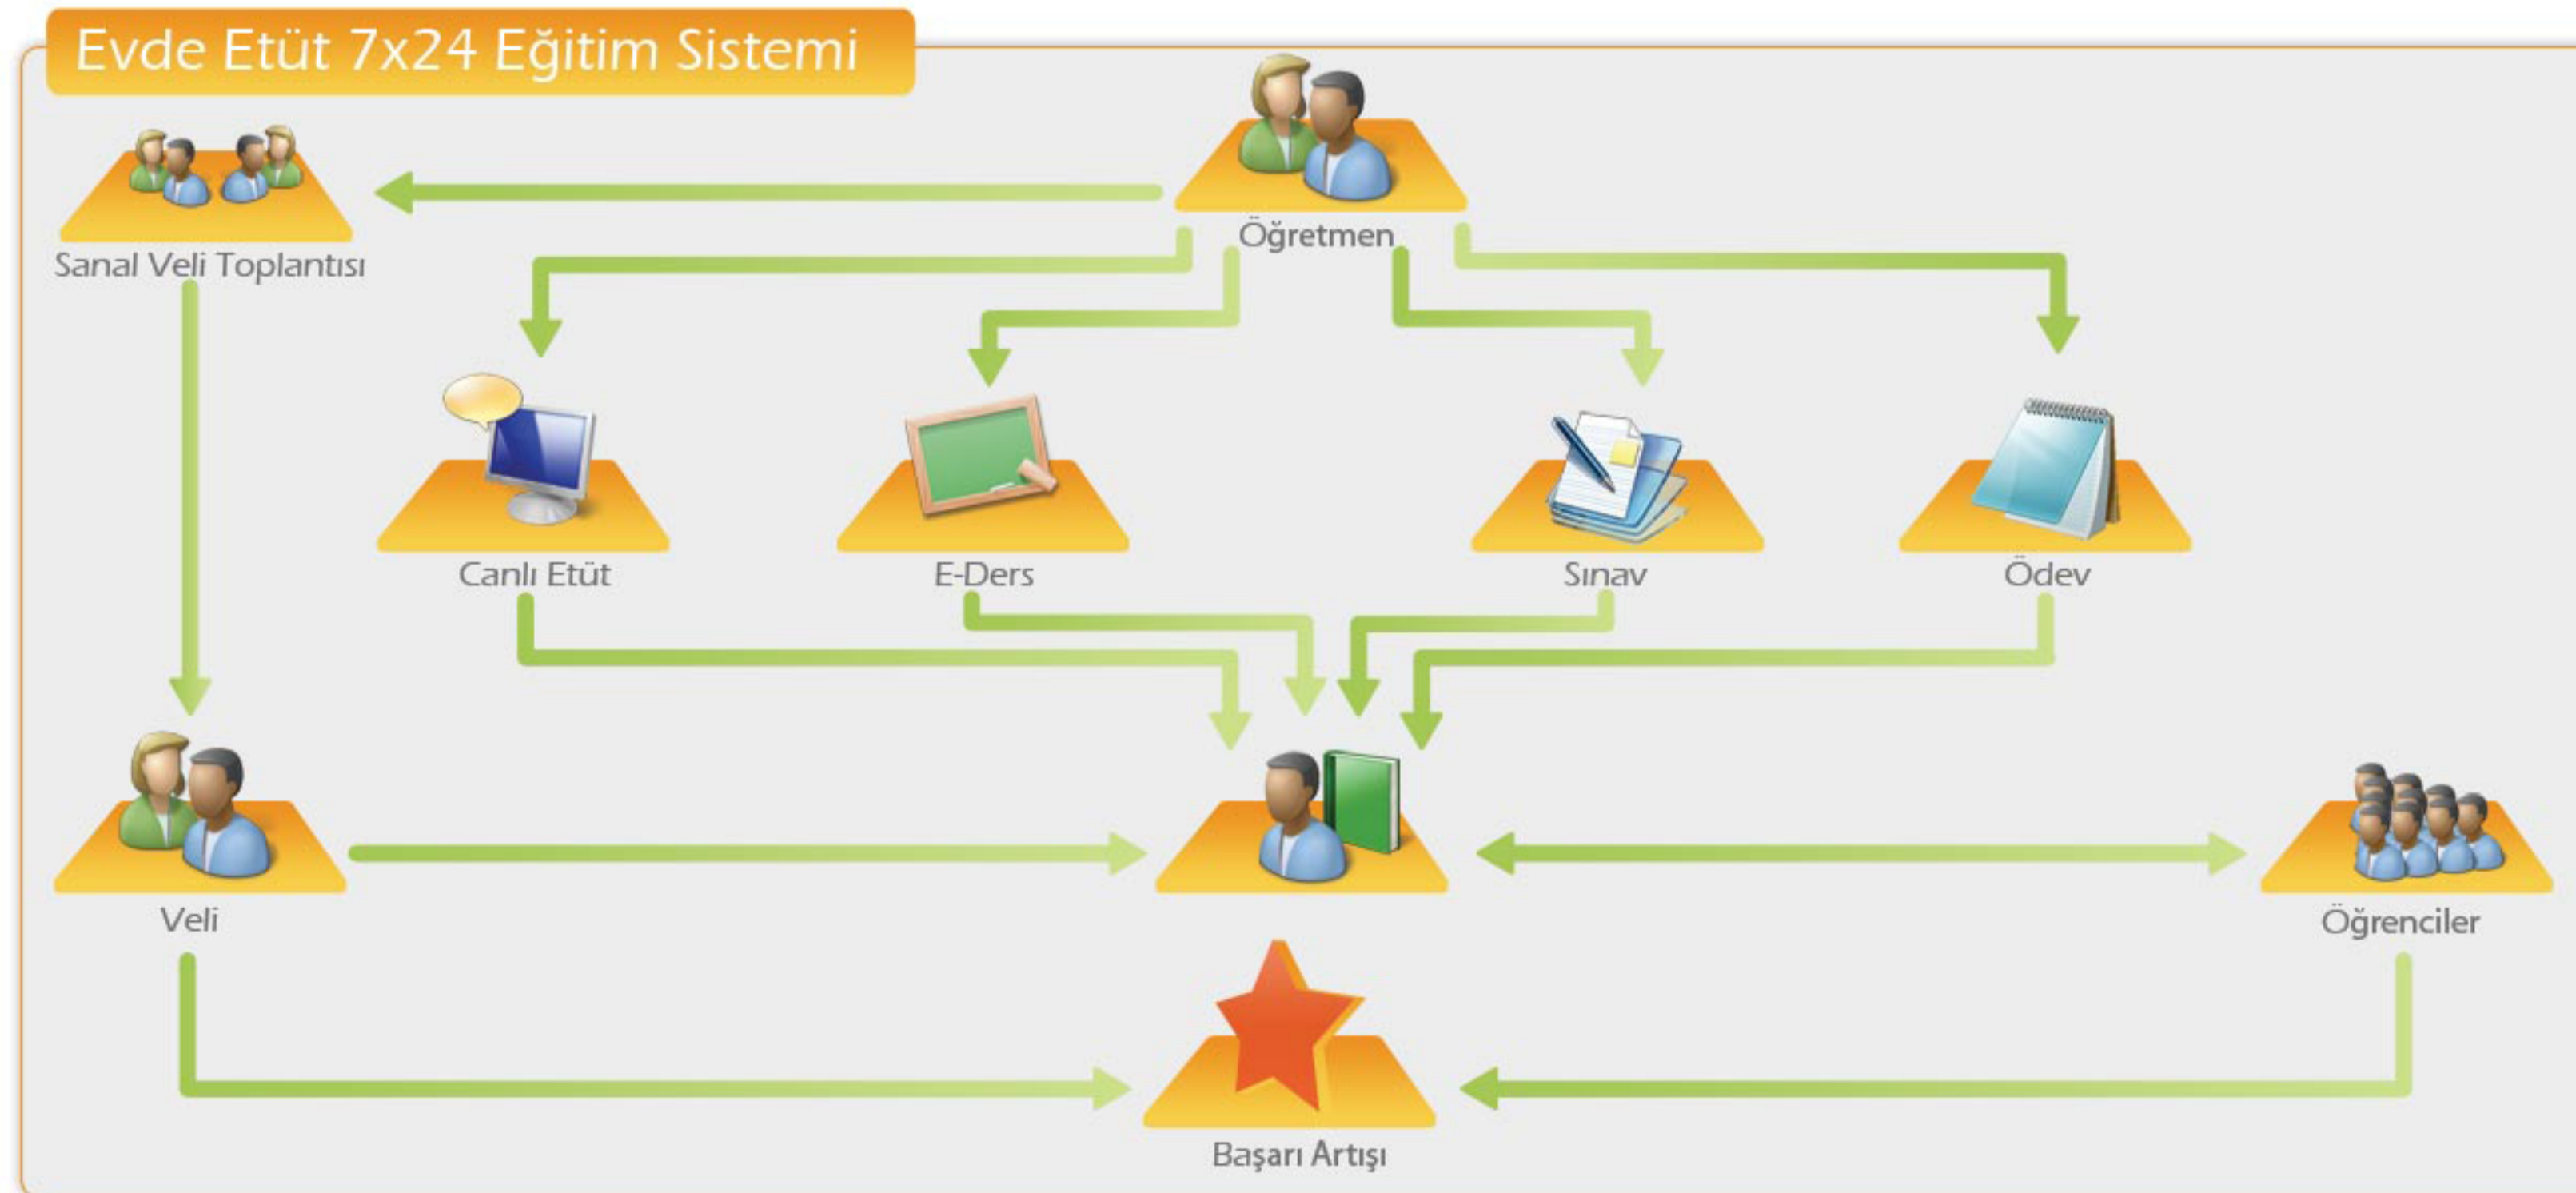 Evde Etüt 7x24 Eğitim Sistemi
Öğretmen
Sanal Veli Toplantısı
Canlı Etüt
E-Ders
Sınav
Ödev
Veli
Öğrenciler
Başarı Artışı